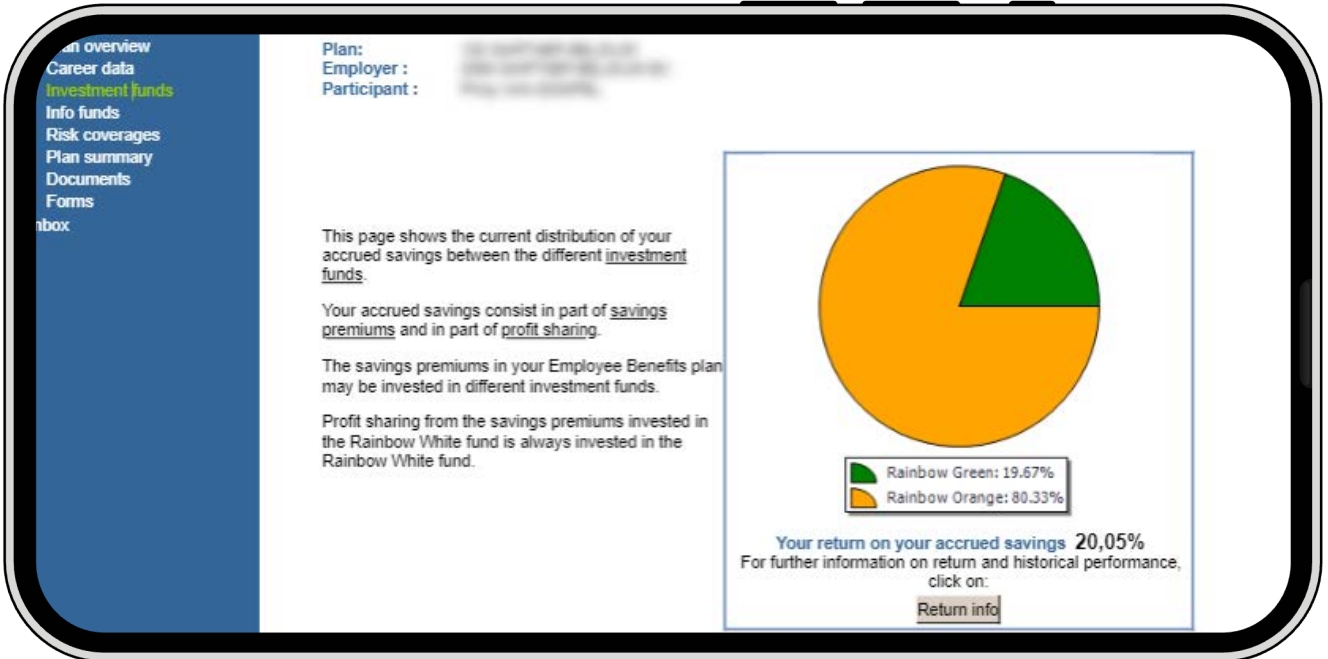 overview
Career data
Investment funds
Info funds
Risk coverages
Plan summary
Documents
Forms
Plan:
Employer :
Participant :
This page shows the current distribution of your
accrued savings between the different investment
funds.
Your accrued savings consist in part of savings
premiums and in part of profit sharing.
The savings premiums in your Employee Benefits plan
may be invested in different investment funds.
Profit sharing from the savings premiums invested in
the Rainbow White fund is always invested in the
Rainbow White fund.
Rainbow Green: 19.67%
Rainbow Orange: 80.33%
Your return on your accrued savings 20,05%
For further information on return and historical performance,
click on:
Return info